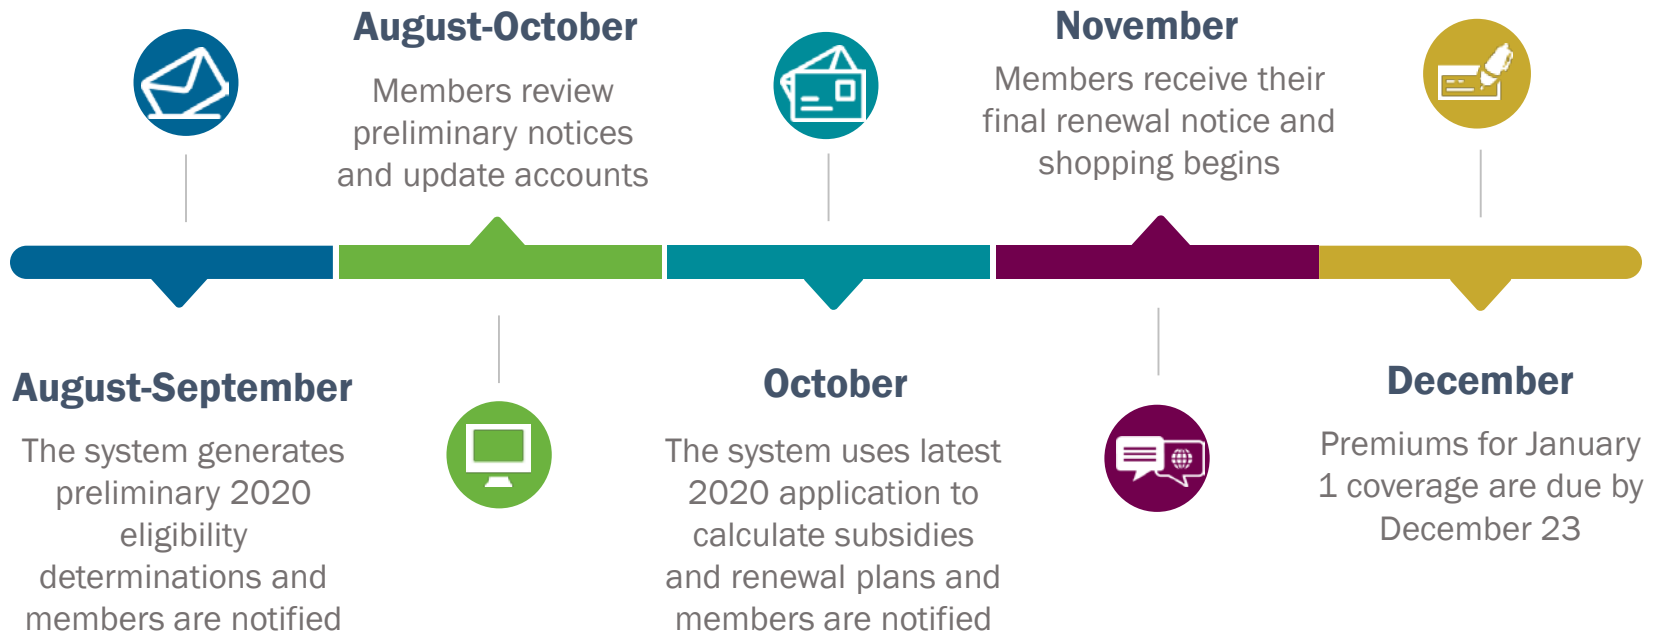 August-September
The system generates
preliminary 2020
eligibility
determinations and
members are notified
August-October
Members review
preliminary notices
and update accounts
October
The system uses latest
2020 application to
calculate subsidies
and renewal plans and
members are notified
November
Members receive their
final renewal notice and
shopping begins
December
Premiums for January
1 coverage are due by
December 23